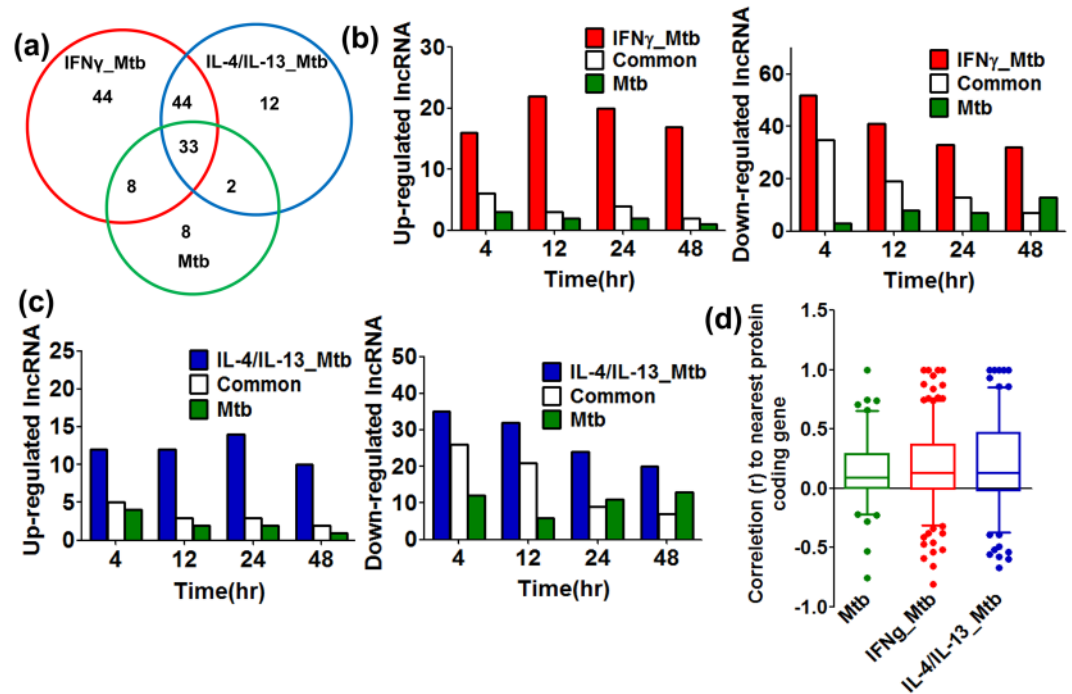 (a)
IFNγ_Mtb
IL-4/IL-13_Mtb
44
44
12
33
8
2
8
Mtb
(b)
Up-regulated lncRNA
30
20
10
0
IFNγ_Mtb
Common
Mtb
4 12 24 48
Time(hr)
Down-regulated lncRNA
60
40
20
0
IFNγ_Mtb
Common
Mtb
4 12 24 48
Time(hr)
(c)
Up-regulated lncRNA
25
20
15
10
5
0
IL-4/IL-13_Mtb
Common
Mtb
4 12 24 48
Time(hr)
Down-regulated lncRNA
50
40
30
20
10
0
IL-4/IL-13_Mtb
Common
Mtb
4 12 24 48
Time(hr)
(d)
Correletion (r) to nearest protein
coding gene
1.5
1.0
0.5
0.0
-0.5
-1.0
Mtb
IFNg_Mtb
IL-4/IL-13_Mtb